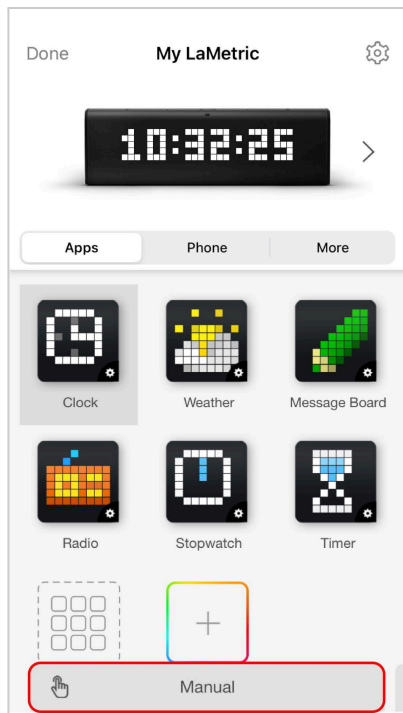 Done My LaMetric
10:32:25
Apps Phone More
Clock Weather Message Board
Radio Stopwatch Timer
Manual